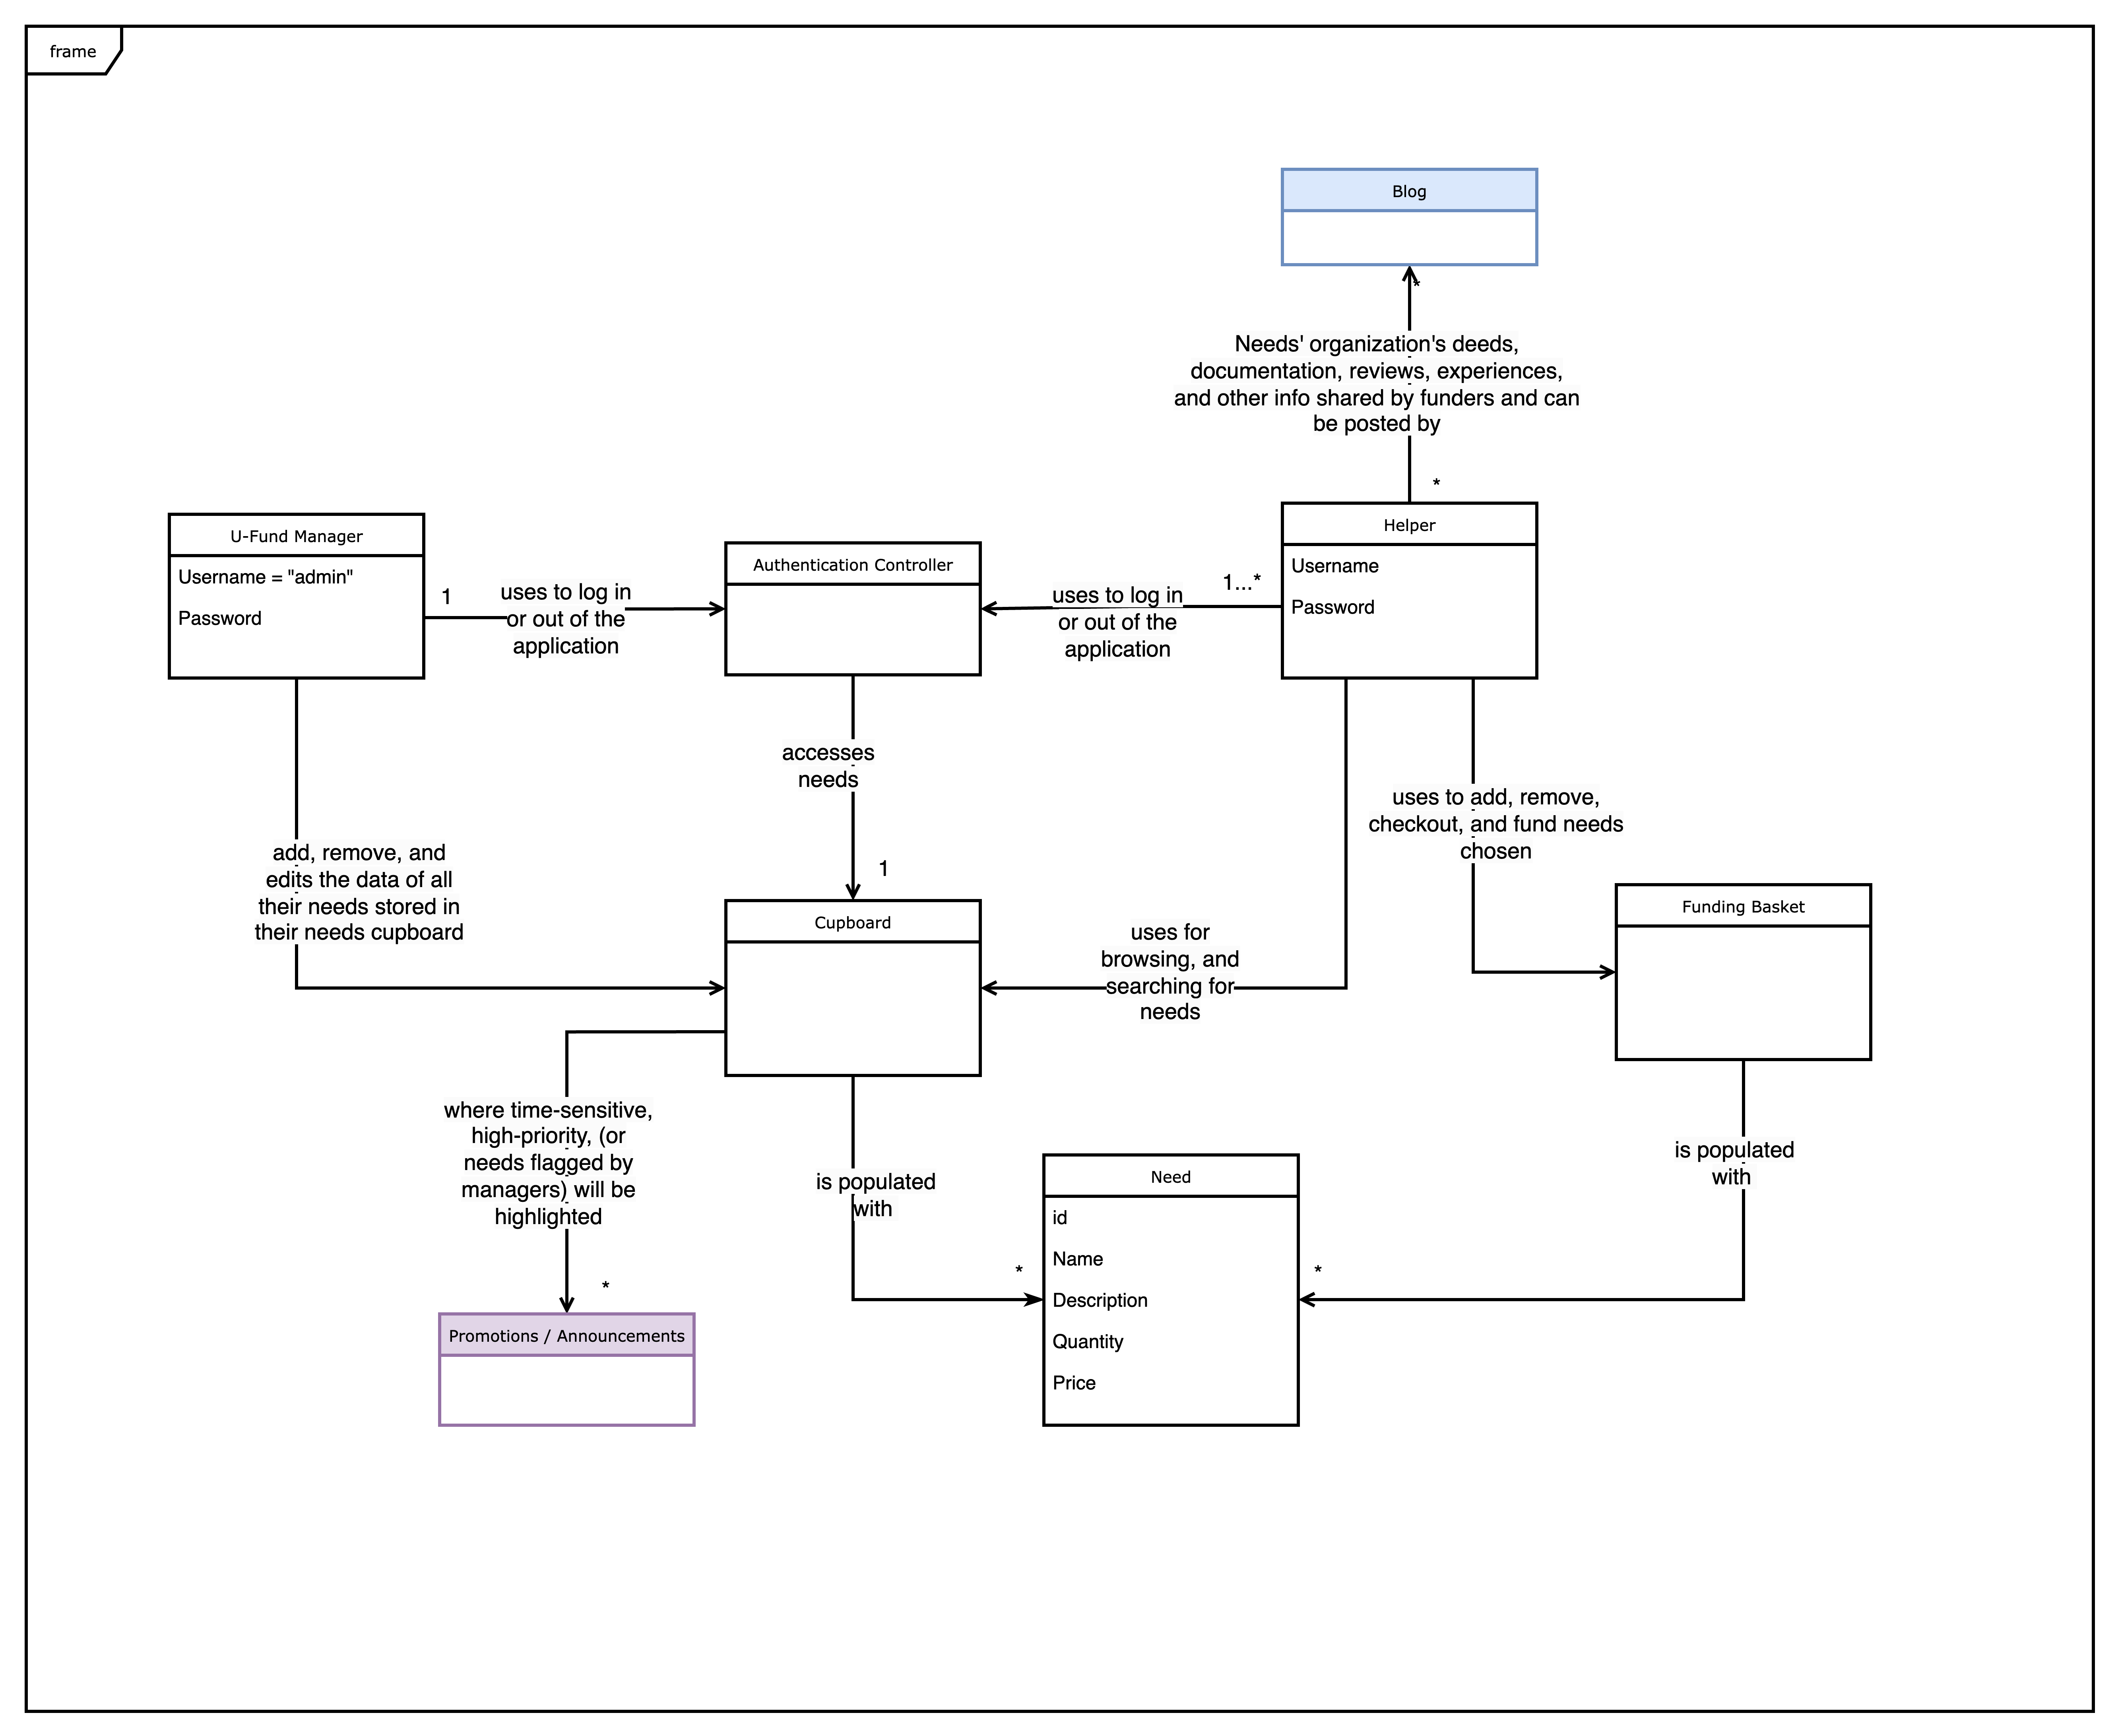 frame
Blog
*
Needs' organization's deeds,
documentation, reviews, experiences,
and other info shared by funders and can
be posted by
*
U-Fund Manager
Username = "admin"
Password
1
uses to log in
or out of the
application
Authentication Controller
uses to log in
or out of the
application
1...*
Helper
Username
Password
accesses
needs
1
add, remove, and
edits the data of all
their needs stored in
their needs cupboard
uses to add, remove,
checkout, and fund needs
chosen
Cupboard
uses for
browsing, and
searching for
needs
Funding Basket
where time-sensitive,
high-priority, (or
needs flagged by
managers) will be
highlighted
*
is populated
with
*
Need
id
Name
Description
Quantity
Price
*
is populated
with
Promotions / Announcements